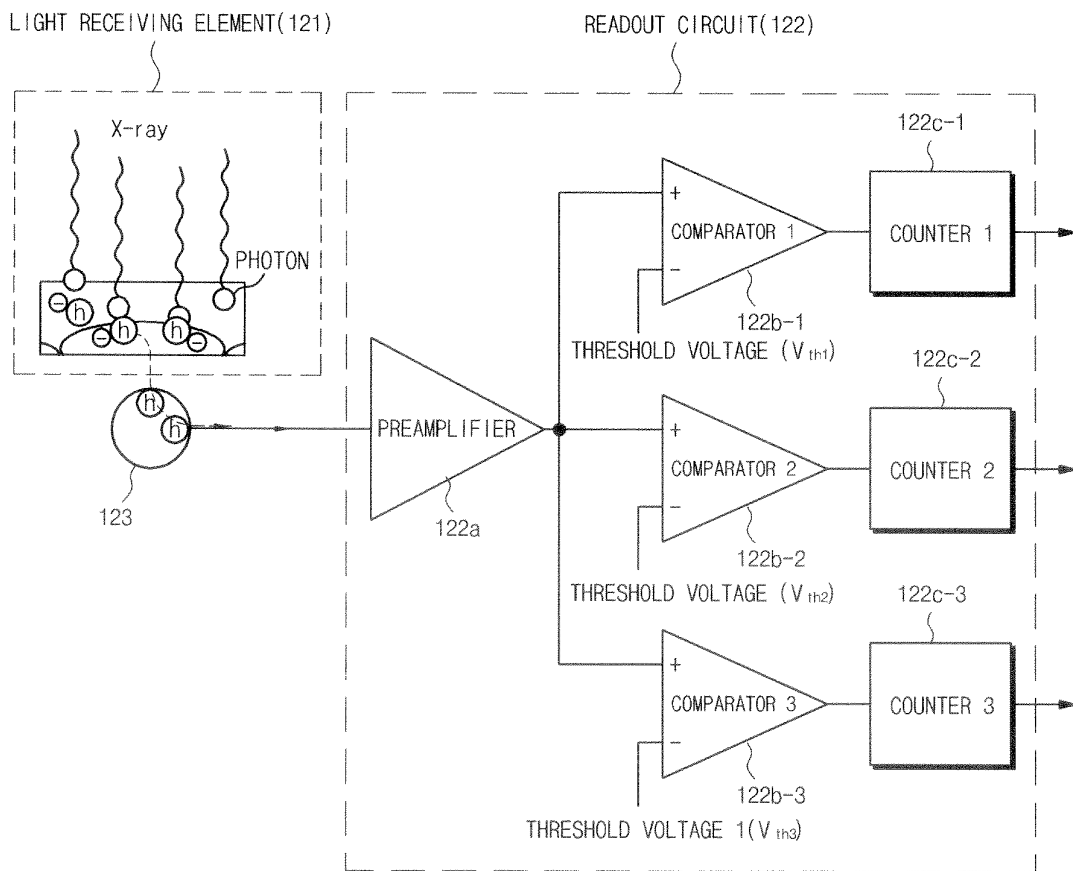 LIGHT RECEIVING ELEMENT(121)
READOUT CIRCUIT(122)
X-ray
PHOTON
h
h
h
h
h
123
PREAMPLIFIER
122a
+
COMPARATOR 1
−
122b-1
THRESHOLD VOLTAGE (Vth1)
122c-1
COUNTER 1
+
COMPARATOR 2
−
122b-2
THRESHOLD VOLTAGE (Vth2)
122c-2
COUNTER 2
+
COMPARATOR 3
−
122b-3
THRESHOLD VOLTAGE 1(Vth3)
122c-3
COUNTER 3